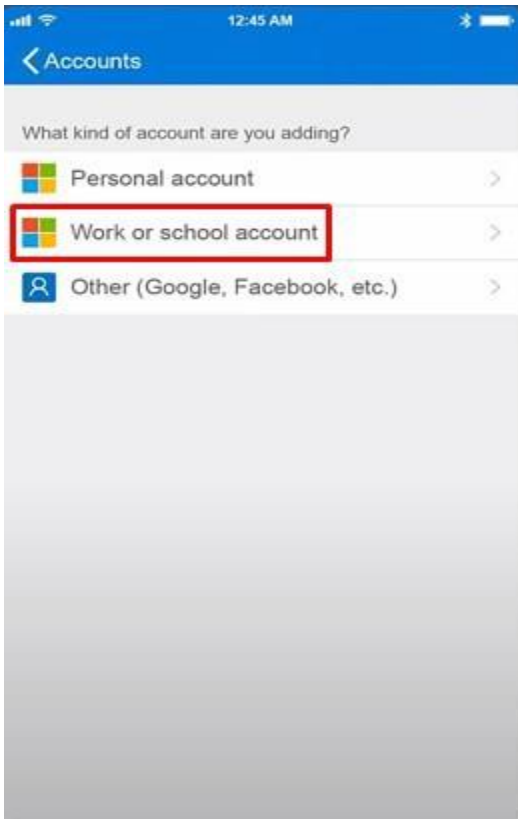 12:45 AM
Accounts
What kind of account are you adding?
Personal account
Work or school account
Other (Google, Facebook, etc.)